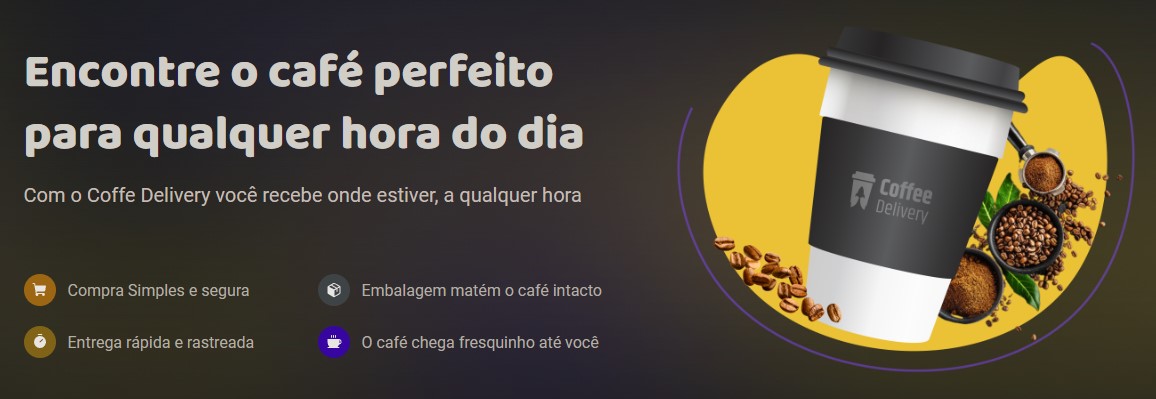 Encontre o café perfeito
para qualquer hora do dia
Com o Coffe Delivery você recebe onde estiver, a qualquer hora
Compra Simples e segura
Embalagem matém o café intacto
Entrega rápida e rastreada
O café chega fresquinho até você
Coffee
Delivery